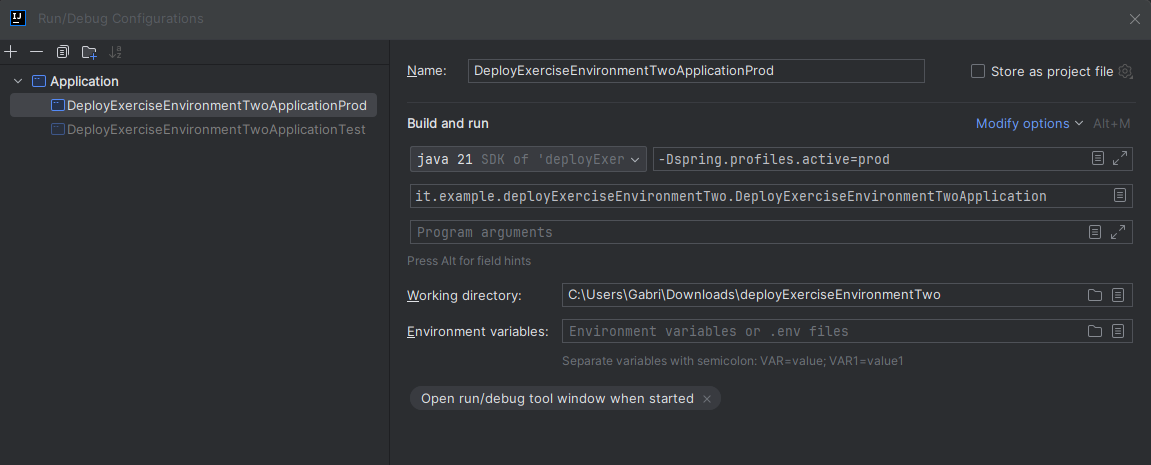 IJ Run/Debug Configurations
Application
DeployExerciseEnvironmentTwoApplicationProd
DeployExerciseEnvironmentTwoApplicationTest
Name: DeployExerciseEnvironmentTwoApplicationProd Store as project file
Build and run Modify options Alt+M
java 21 SDK of 'deployExer -Dspring.profiles.active=prod
it.example.deployExerciseEnvironmentTwo.DeployExerciseEnvironmentTwoApplication
Program arguments
Press Alt for field hints
Working directory: C:\Users\Gabri\Downloads\deployExerciseEnvironmentTwo
Environment variables: Environment variables or .env files
Separate variables with semicolon: VAR=value; VAR1=value1
Open run/debug tool window when started